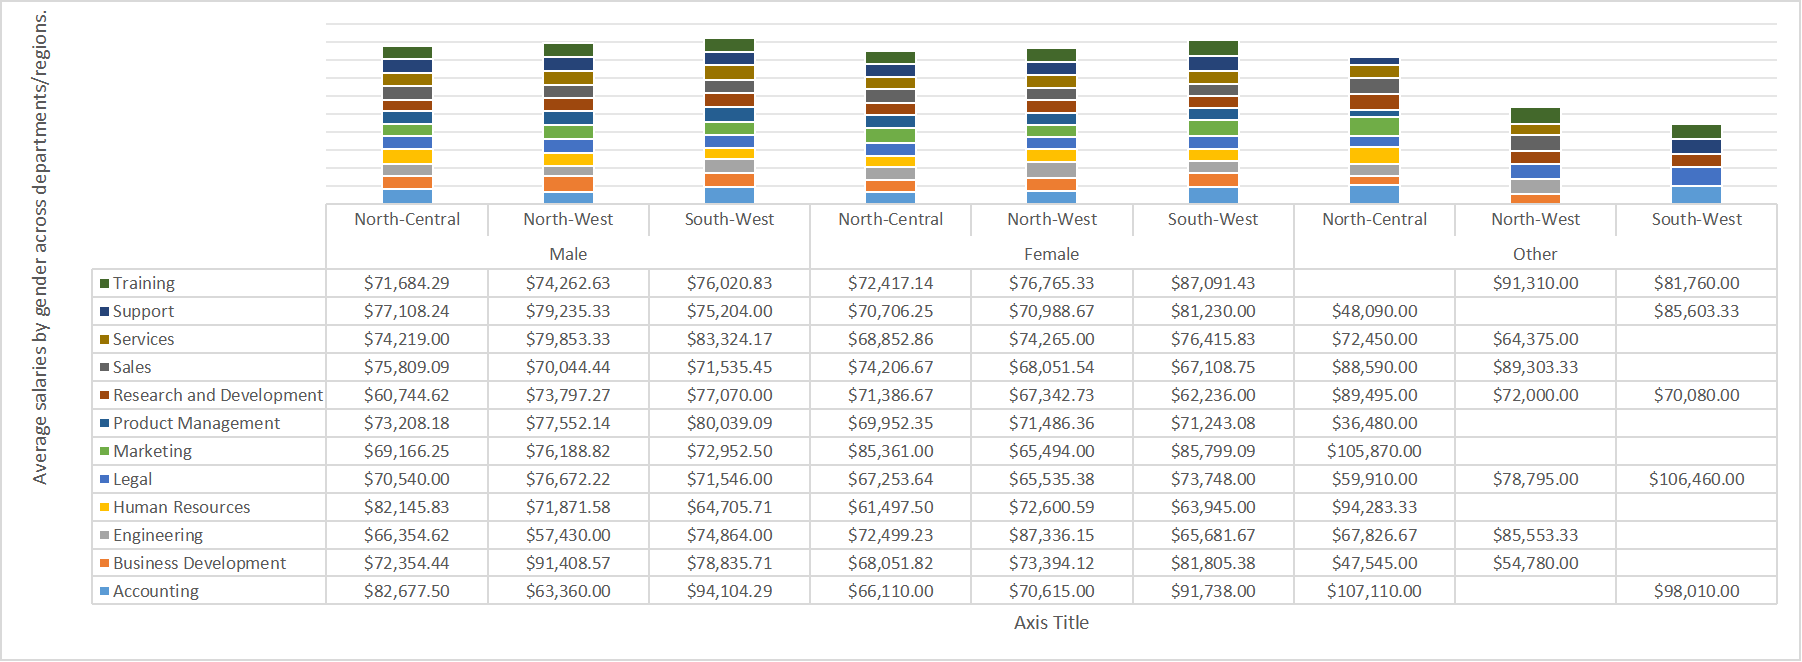 Average salaries by gender across departments/regions.
North-Central North-West South-West North-Central North-West South-West North-Central North-West South-West
Male Female Other
Training $71,684.29 $74,262.63 $76,020.83 $72,417.14 $76,765.33 $87,091.43 $91,310.00 $81,760.00
Support $77,108.24 $79,235.33 $75,204.00 $70,706.25 $70,988.67 $81,230.00 $48,090.00 $85,603.33
Services $74,219.00 $79,853.33 $83,324.17 $68,852.86 $74,265.00 $76,415.83 $72,450.00 $64,375.00
Sales $75,809.09 $70,044.44 $71,535.45 $74,206.67 $68,051.54 $67,108.75 $88,590.00 $89,303.33
Research and Development $60,744.62 $73,797.27 $77,070.00 $71,386.67 $67,342.73 $62,236.00 $89,495.00 $72,000.00 $70,080.00
Product Management $73,208.18 $77,552.14 $80,039.09 $69,952.35 $71,486.36 $71,243.08 $36,480.00
Marketing $69,166.25 $76,188.82 $72,952.50 $85,361.00 $65,494.00 $85,799.09 $105,870.00
Legal $70,540.00 $76,672.22 $71,546.00 $67,253.64 $65,535.38 $73,748.00 $59,910.00 $78,795.00 $106,460.00
Human Resources $82,145.83 $71,871.58 $64,705.71 $61,497.50 $72,600.59 $63,945.00 $94,283.33
Engineering $66,354.62 $57,430.00 $74,864.00 $72,499.23 $87,336.15 $65,681.67 $67,826.67 $85,553.33
Business Development $72,354.44 $91,408.57 $78,835.71 $68,051.82 $73,394.12 $81,805.38 $47,545.00 $54,780.00
Accounting $82,677.50 $63,360.00 $94,104.29 $66,110.00 $70,615.00 $91,738.00 $107,110.00 $98,010.00
Axis Title